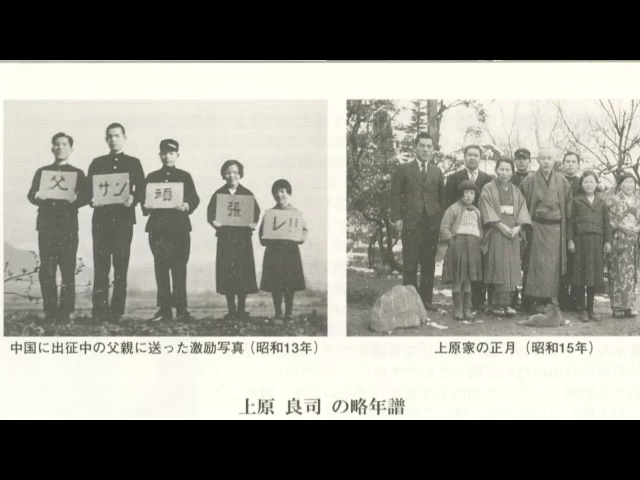 父 サン 頑 張 レ!!
中国に出征中の父親に送った激励写真(昭和13年)
上原家の正月(昭和15年)
上原 良司 の略年譜